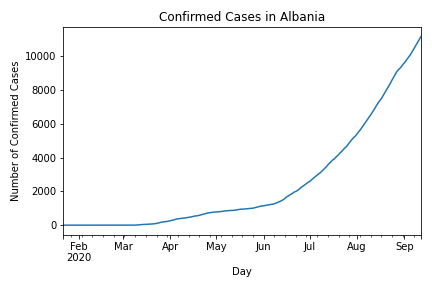 Confirmed Cases in Albania
Number of Confirmed Cases
10000
8000
6000
4000
2000
0
Feb Mar Apr May Jun Jul Aug Sep
2020
Day